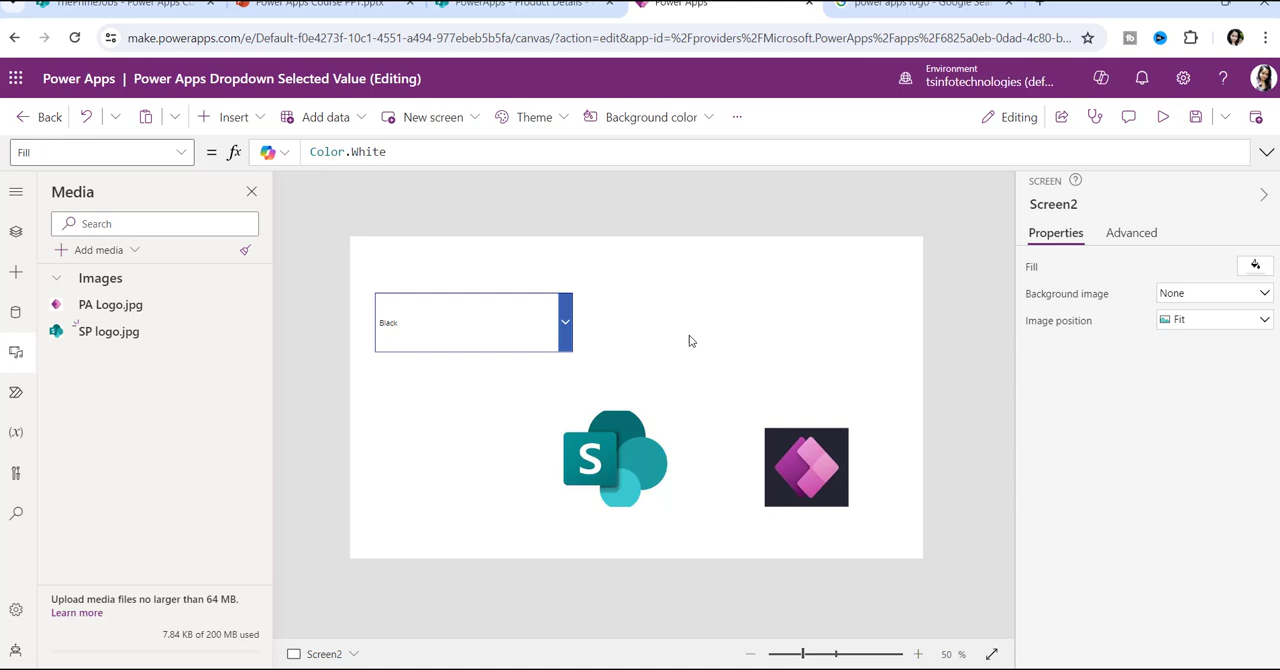 ThePrimeJobs - Power Apps Co
Power Apps Course PPT.pptx
PowerApps - Product Details -
Power Apps
power apps logo - Google Sea
make.powerapps.com/e/Default-f0e4273f-10c1-4551-a494-977ebeb5b5fa/canvas/?action=edit&app-id=%2Fproviders%2FMicrosoft.PowerApps%2Fapps%2F6825a0eb-0dad-4c80-b...
Power Apps | Power Apps Dropdown Selected Value (Editing)
Environment
tsinfotechnologies (def...
Back
Insert
Add data
New screen
Theme
Background color
...
Editing
Fill
= fx
Color.White
Media
Search
Add media
Images
PA Logo.jpg
SP logo.jpg
Upload media files no larger than 64 MB.
Learn more
7.84 KB of 200 MB used
Black
S
SCREEN
Screen2
Properties
Advanced
Fill
Background image
None
Image position
Fit
Screen2
50 %